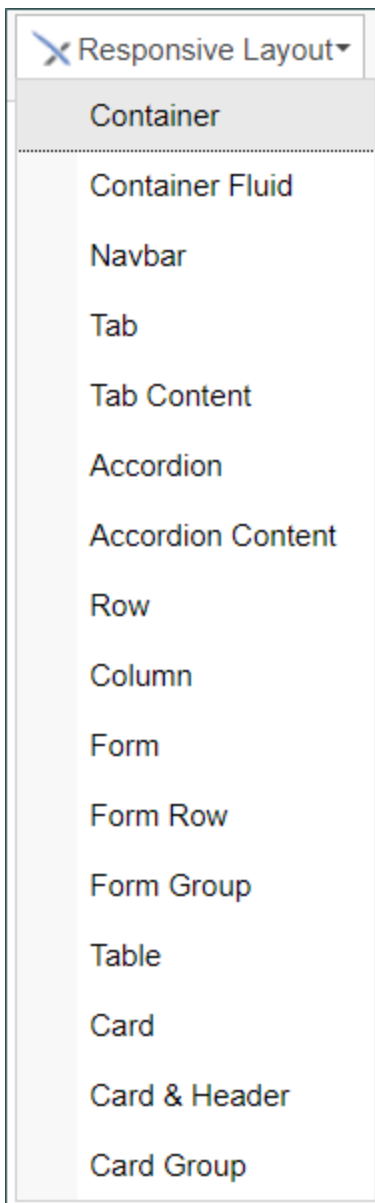 Responsive Layout
Container
Container Fluid
Navbar
Tab
Tab Content
Accordion
Accordion Content
Row
Column
Form
Form Row
Form Group
Table
Card
Card & Header
Card Group